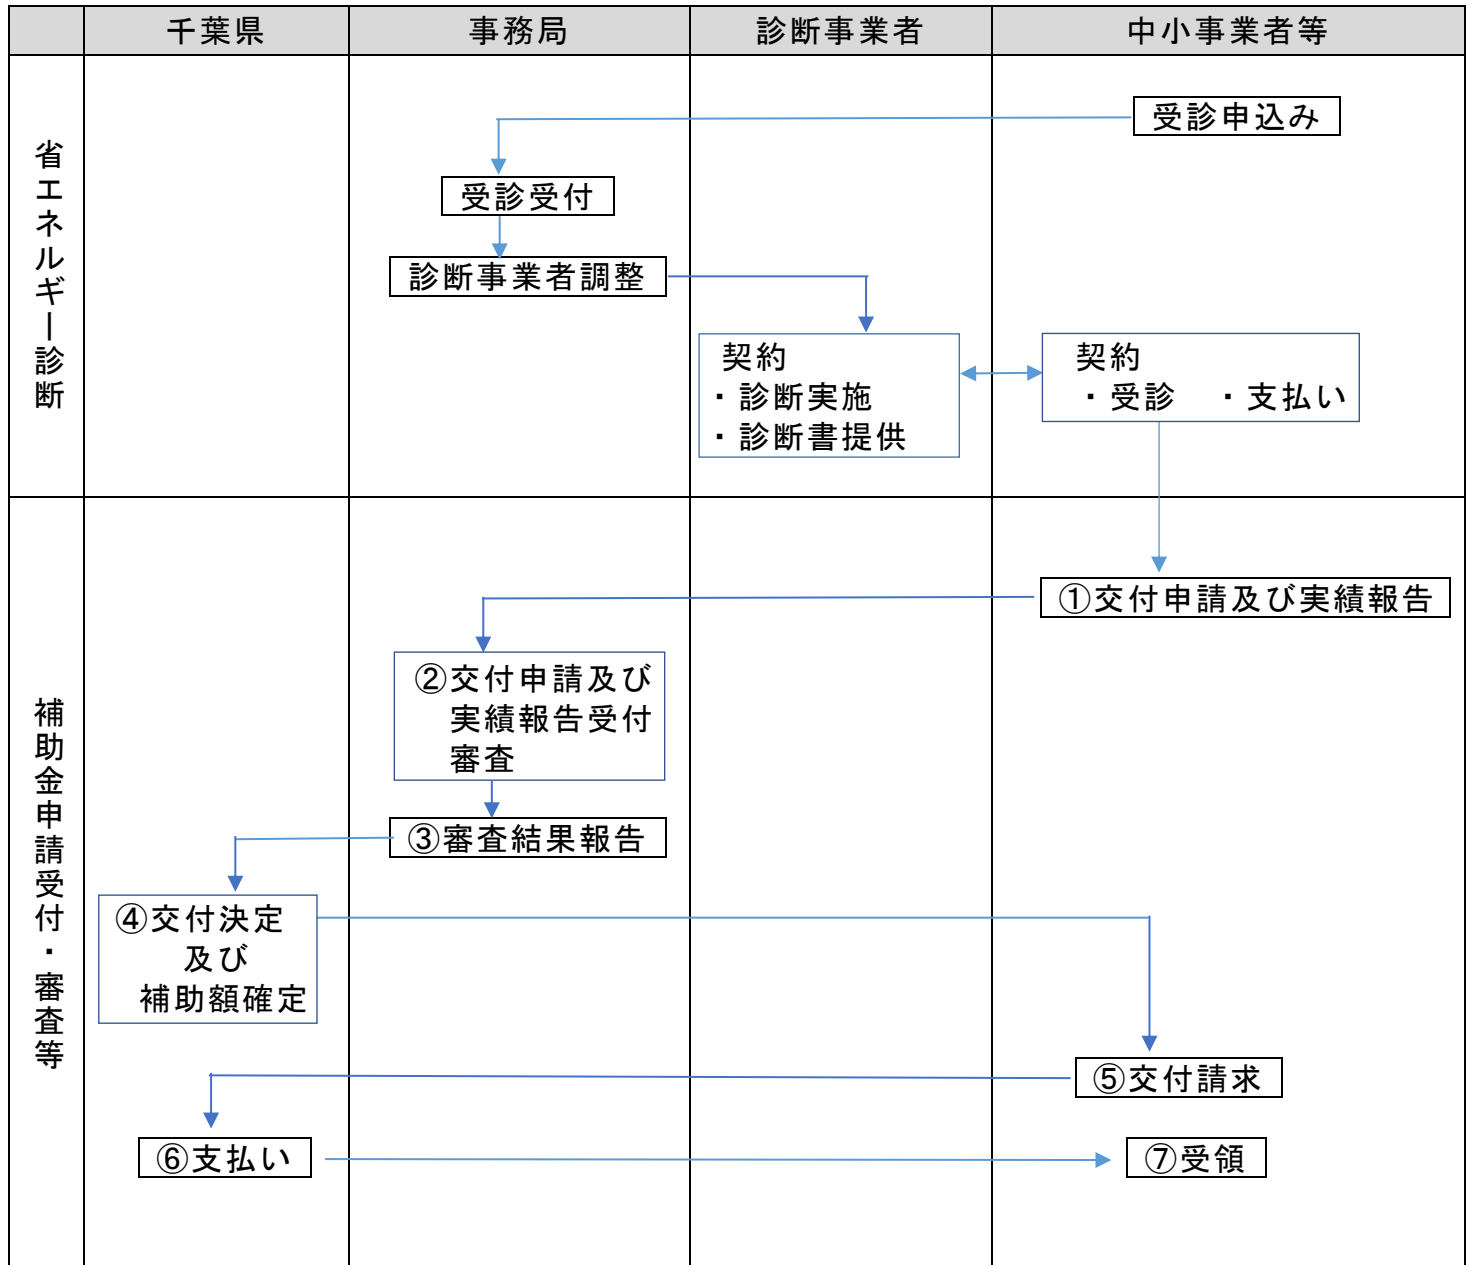 千葉県
事務局
診断事業者
中小事業者等
省エネルギー診断
受診申込み
受診受付
診断事業者調整
契約
・診断実施
・診断書提供
契約
・受診　・支払い
補助金申請受付・審査等
①交付申請及び実績報告
②交付申請及び
実績報告受付
審査
③審査結果報告
④交付決定
及び
補助額確定
⑤交付請求
⑥支払い
⑦受領